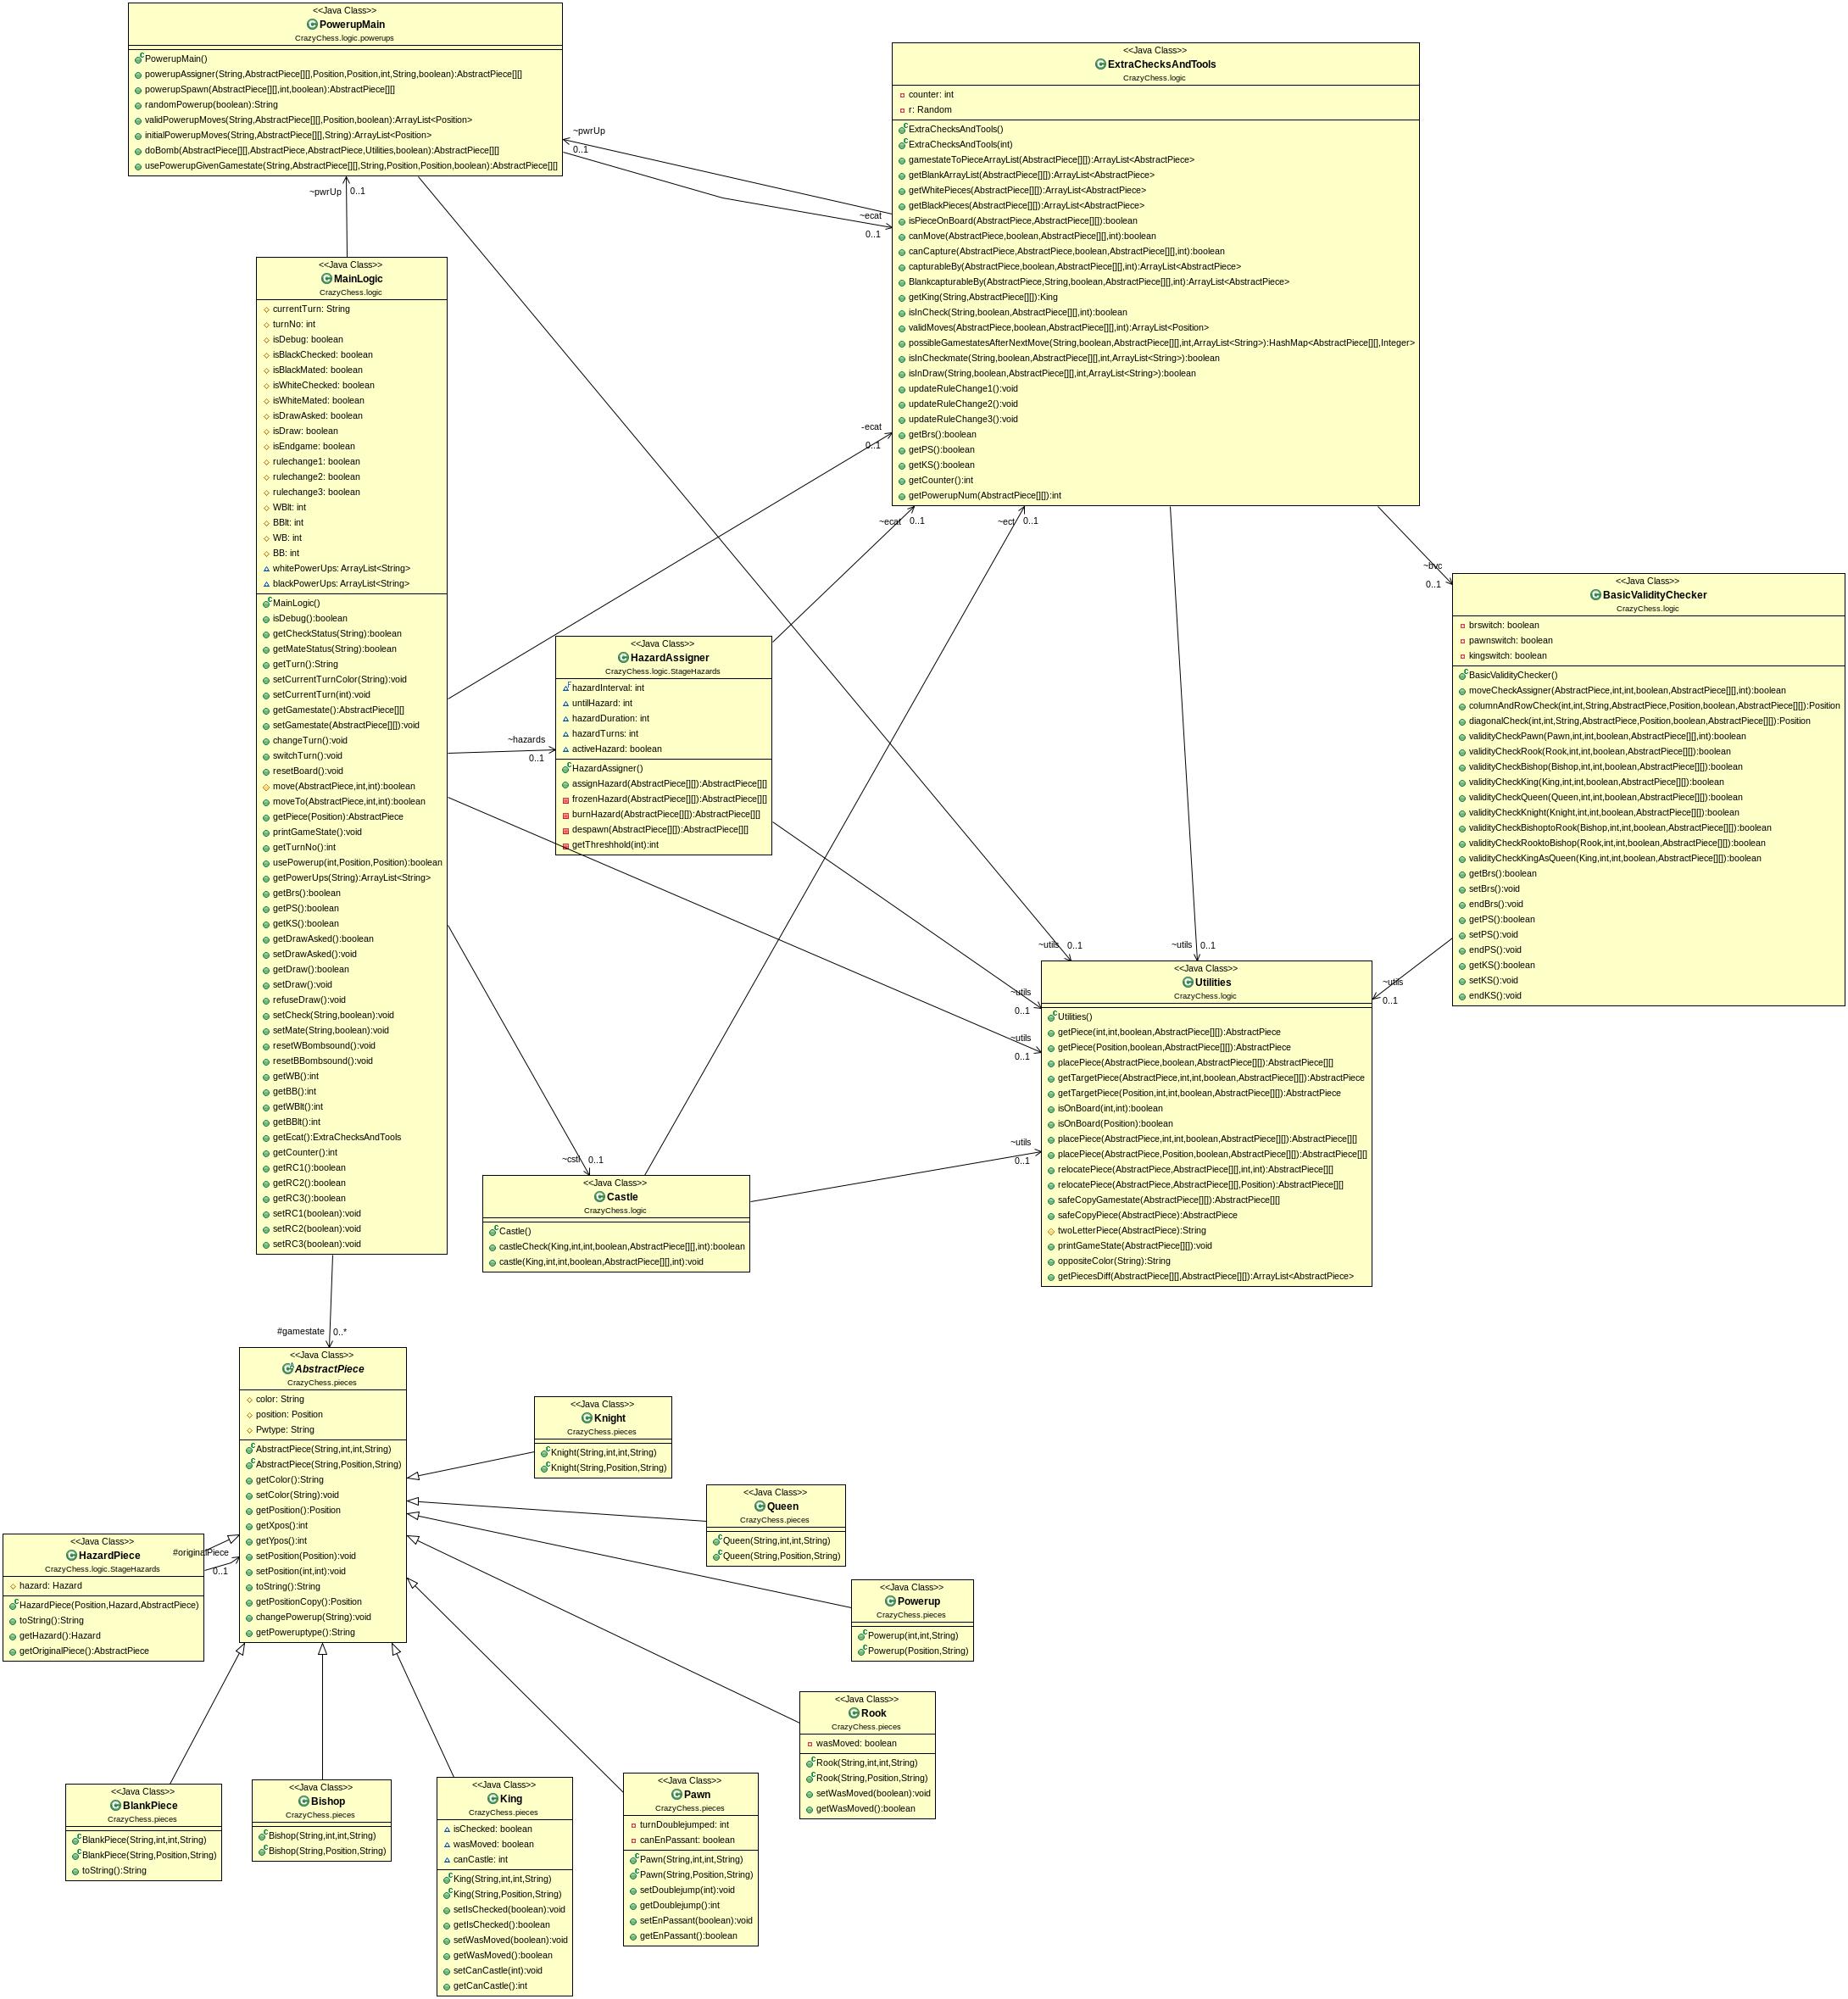 <<Java Class>>
PowerupMain
CrazyChess.logic.powerups
PowerupMain()
powerupAssigner(String,AbstractPiece[][],Position,Position,int,String,boolean):AbstractPiece[][]
powerupSpawn(AbstractPiece[][],int,boolean):AbstractPiece[][]
randomPowerup(boolean):String
validPowerupMoves(String,AbstractPiece[][],Position,boolean):ArrayList<Position>
initialPowerupMoves(String,AbstractPiece[][],String):ArrayList<Position>
doBomb(AbstractPiece[][],AbstractPiece,AbstractPiece,Utilities,boolean):AbstractPiece[][]
usePowerupGivenGamestate(String,AbstractPiece[][],String,Position,Position,boolean):AbstractPiece[][]
~pwrUp
0..1
~ecat
0..1
~pwrUp 0..1
<<Java Class>>
ExtraChecksAndTools
CrazyChess.logic
counter: int
r: Random
ExtraChecksAndTools()
ExtraChecksAndTools(int)
gamestateToPieceArrayList(AbstractPiece[][]):ArrayList<AbstractPiece>
getBlankArrayList(AbstractPiece[][]):ArrayList<AbstractPiece>
getWhitePieces(AbstractPiece[][]):ArrayList<AbstractPiece>
getBlackPieces(AbstractPiece[][]):ArrayList<AbstractPiece>
isPieceOnBoard(AbstractPiece,AbstractPiece[][]):boolean
canMove(AbstractPiece,boolean,AbstractPiece[][],int):boolean
canCapture(AbstractPiece,AbstractPiece,boolean,AbstractPiece[][],int):boolean
capturableBy(AbstractPiece,boolean,AbstractPiece[][],int):ArrayList<AbstractPiece>
BlankcapturableBy(AbstractPiece,String,boolean,AbstractPiece[][],int):ArrayList<AbstractPiece>
getKing(String,AbstractPiece[][]):King
isInCheck(String,boolean,AbstractPiece[][],int):boolean
validMoves(AbstractPiece,boolean,AbstractPiece[][],int):ArrayList<Position>
possibleGamestatesAfterNextMove(String,boolean,AbstractPiece[][],int,ArrayList<String>):HashMap<AbstractPiece[][],Integer>
isInCheckmate(String,boolean,AbstractPiece[][],int,ArrayList<String>):boolean
isInDraw(String,boolean,AbstractPiece[][],int,ArrayList<String>):boolean
updateRuleChange1():void
updateRuleChange2():void
updateRuleChange3():void
getBrs():boolean
getPS():boolean
getKS():boolean
getCounter():int
getPowerupNum(AbstractPiece[][]):int
<<Java Class>>
MainLogic
CrazyChess.logic
currentTurn: String
turnNo: int
isDebug: boolean
isBlackChecked: boolean
isBlackMated: boolean
isWhiteChecked: boolean
isWhiteMated: boolean
isDrawAsked: boolean
isDraw: boolean
isEndgame: boolean
rulechange1: boolean
rulechange2: boolean
rulechange3: boolean
WBlt: int
BBlt: int
WB: int
BB: int
whitePowerUps: ArrayList<String>
blackPowerUps: ArrayList<String>
MainLogic()
isDebug():boolean
getCheckStatus(String):boolean
getMateStatus(String):boolean
getTurn():String
setCurrentTurnColor(String):void
setCurrentTurn(int):void
getGamestate():AbstractPiece[][]
setGamestate(AbstractPiece[][]):void
changeTurn():void
switchTurn():void
resetBoard():void
move(AbstractPiece,int,int):boolean
moveTo(AbstractPiece,int,int):boolean
getPiece(Position):AbstractPiece
printGameState():void
getTurnNo():int
usePowerup(int,Position,Position):boolean
getPowerUps(String):ArrayList<String>
getBrs():boolean
getPS():boolean
getKS():boolean
getDrawAsked():boolean
setDrawAsked():void
getDraw():boolean
setDraw():void
refuseDraw():void
setCheck(String,boolean):void
setMate(String,boolean):void
resetWBombsound():void
resetBBombsound():void
getWB():int
getBB():int
getWBlt():int
getBBlt():int
getEcat():ExtraChecksAndTools
getCounter():int
getRC1():boolean
getRC2():boolean
getRC3():boolean
setRC1(boolean):void
setRC2(boolean):void
setRC3(boolean):void
-ecat
0..1
~ecat 0..1
~ect 0..1
~bvc
0..1
<<Java Class>>
HazardAssigner
CrazyChess.logic.StageHazards
hazardInterval: int
untilHazard: int
hazardDuration: int
hazardTurns: int
activeHazard: boolean
HazardAssigner()
assignHazard(AbstractPiece[][]):AbstractPiece[][]
frozenHazard(AbstractPiece[][]):AbstractPiece[][]
burnHazard(AbstractPiece[][]):AbstractPiece[][]
despawn(AbstractPiece[][]):AbstractPiece[][]
getThreshhold(int):int
~hazards
0..1
<<Java Class>>
BasicValidityChecker
CrazyChess.logic
brswitch: boolean
pawnswitch: boolean
kingswitch: boolean
BasicValidityChecker()
moveCheckAssigner(AbstractPiece,int,int,boolean,AbstractPiece[][],int):boolean
columnAndRowCheck(int,int,String,AbstractPiece,Position,boolean,AbstractPiece[][]):Position
diagonalCheck(int,int,String,AbstractPiece,Position,boolean,AbstractPiece[][]):Position
validityCheckPawn(Pawn,int,int,boolean,AbstractPiece[][],int):boolean
validityCheckRook(Rook,int,int,boolean,AbstractPiece[][]):boolean
validityCheckBishop(Bishop,int,int,boolean,AbstractPiece[][]):boolean
validityCheckKing(King,int,int,boolean,AbstractPiece[][]):boolean
validityCheckQueen(Queen,int,int,boolean,AbstractPiece[][]):boolean
validityCheckKnight(Knight,int,int,boolean,AbstractPiece[][]):boolean
validityCheckBishoptoRook(Bishop,int,int,boolean,AbstractPiece[][]):boolean
validityCheckRooktoBishop(Rook,int,int,boolean,AbstractPiece[][]):boolean
validityCheckKingAsQueen(King,int,int,boolean,AbstractPiece[][]):boolean
getBrs():boolean
setBrs():void
endBrs():void
getPS():boolean
setPS():void
endPS():void
getKS():boolean
setKS():void
endKS():void
~utils 0..1
~utils 0..1
~utils
0..1
~utils
0..1
~utils
0..1
~utils
0..1
<<Java Class>>
Utilities
CrazyChess.logic
Utilities()
getPiece(int,int,boolean,AbstractPiece[][]):AbstractPiece
getPiece(Position,boolean,AbstractPiece[][]):AbstractPiece
placePiece(AbstractPiece,boolean,AbstractPiece[][]):AbstractPiece[][]
getTargetPiece(AbstractPiece,int,int,boolean,AbstractPiece[][]):AbstractPiece
getTargetPiece(Position,int,int,boolean,AbstractPiece[][]):AbstractPiece
isOnBoard(int,int):boolean
isOnBoard(Position):boolean
placePiece(AbstractPiece,int,int,boolean,AbstractPiece[][]):AbstractPiece[][]
placePiece(AbstractPiece,Position,boolean,AbstractPiece[][]):AbstractPiece[][]
relocatePiece(AbstractPiece,AbstractPiece[][],int,int):AbstractPiece[][]
relocatePiece(AbstractPiece,AbstractPiece[][],Position):AbstractPiece[][]
safeCopyGamestate(AbstractPiece[][]):AbstractPiece[][]
safeCopyPiece(AbstractPiece):AbstractPiece
twoLetterPiece(AbstractPiece):String
printGameState(AbstractPiece[][]):void
oppositeColor(String):String
getPiecesDiff(AbstractPiece[][],AbstractPiece[][]):ArrayList<AbstractPiece>
~cstl 0..1
<<Java Class>>
Castle
CrazyChess.logic
Castle()
castleCheck(King,int,int,boolean,AbstractPiece[][],int):boolean
castle(King,int,int,boolean,AbstractPiece[][],int):void
#gamestate 0..*
<<Java Class>>
AbstractPiece
CrazyChess.pieces
color: String
position: Position
Pwtype: String
AbstractPiece(String,int,int,String)
AbstractPiece(String,Position,String)
getColor():String
setColor(String):void
getPosition():Position
getXpos():int
getYpos():int
setPosition(Position):void
setPosition(int,int):void
toString():String
getPositionCopy():Position
changePowerup(String):void
getPoweruptype():String
<<Java Class>>
Knight
CrazyChess.pieces
Knight(String,int,int,String)
Knight(String,Position,String)
<<Java Class>>
Queen
CrazyChess.pieces
Queen(String,int,int,String)
Queen(String,Position,String)
<<Java Class>>
HazardPiece
CrazyChess.logic.StageHazards
hazard: Hazard
HazardPiece(Position,Hazard,AbstractPiece)
toString():String
getHazard():Hazard
getOriginalPiece():AbstractPiece
#originalPiece
0..1
<<Java Class>>
Powerup
CrazyChess.pieces
Powerup(int,int,String)
Powerup(Position,String)
<<Java Class>>
Rook
CrazyChess.pieces
wasMoved: boolean
Rook(String,int,int,String)
Rook(String,Position,String)
setWasMoved(boolean):void
getWasMoved():boolean
<<Java Class>>
BlankPiece
CrazyChess.pieces
BlankPiece(String,int,int,String)
BlankPiece(String,Position,String)
toString():String
<<Java Class>>
Bishop
CrazyChess.pieces
Bishop(String,int,int,String)
Bishop(String,Position,String)
<<Java Class>>
King
CrazyChess.pieces
isChecked: boolean
wasMoved: boolean
canCastle: int
King(String,int,int,String)
King(String,Position,String)
setIsChecked(boolean):void
getIsChecked():boolean
setWasMoved(boolean):void
getWasMoved():boolean
setCanCastle(int):void
getCanCastle():int
<<Java Class>>
Pawn
CrazyChess.pieces
turnDoublejumped: int
canEnPassant: boolean
Pawn(String,int,int,String)
Pawn(String,Position,String)
setDoublejump(int):void
getDoublejump():int
setEnPassant(boolean):void
getEnPassant():boolean